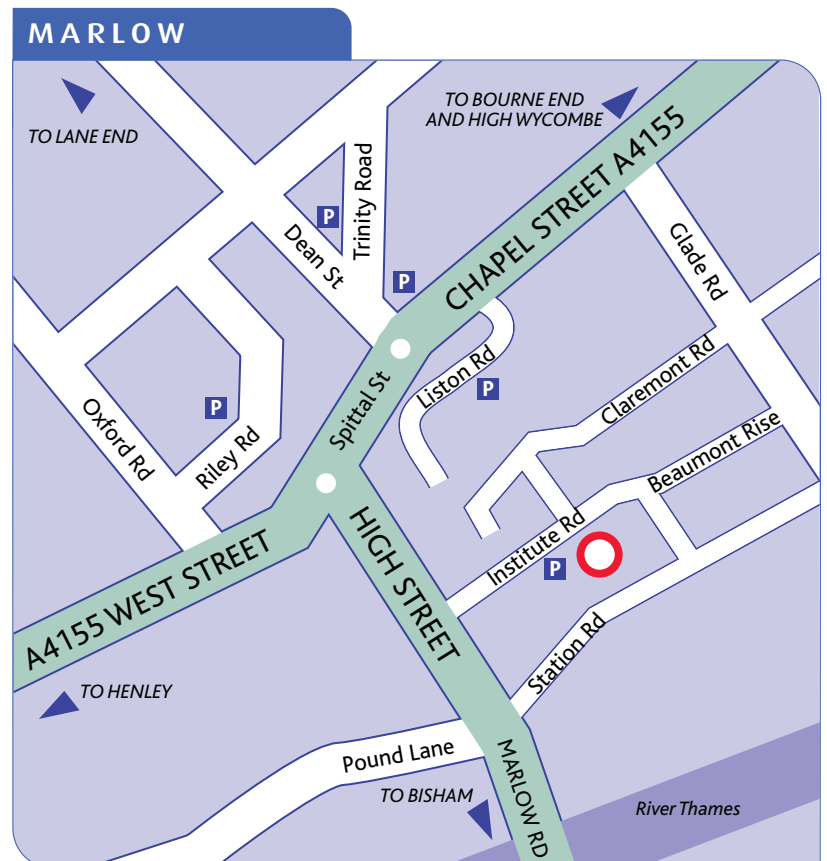 MARLOW
TO LANE END
TO BOURNE END
AND HIGH WYCOMBE
CHAPEL STREET A4155
Trinity Road
P
Dean St
P
Glade Rd
Liston Rd
P
Claremont Rd
Spittal St
Oxford Rd
P
Riley Rd
Beaumont Rise
Institute Rd
P
HIGH STREET
A4155 WEST STREET
Station Rd
TO HENLEY
Pound Lane
MARLOW RD
TO BISHAM
River Thames